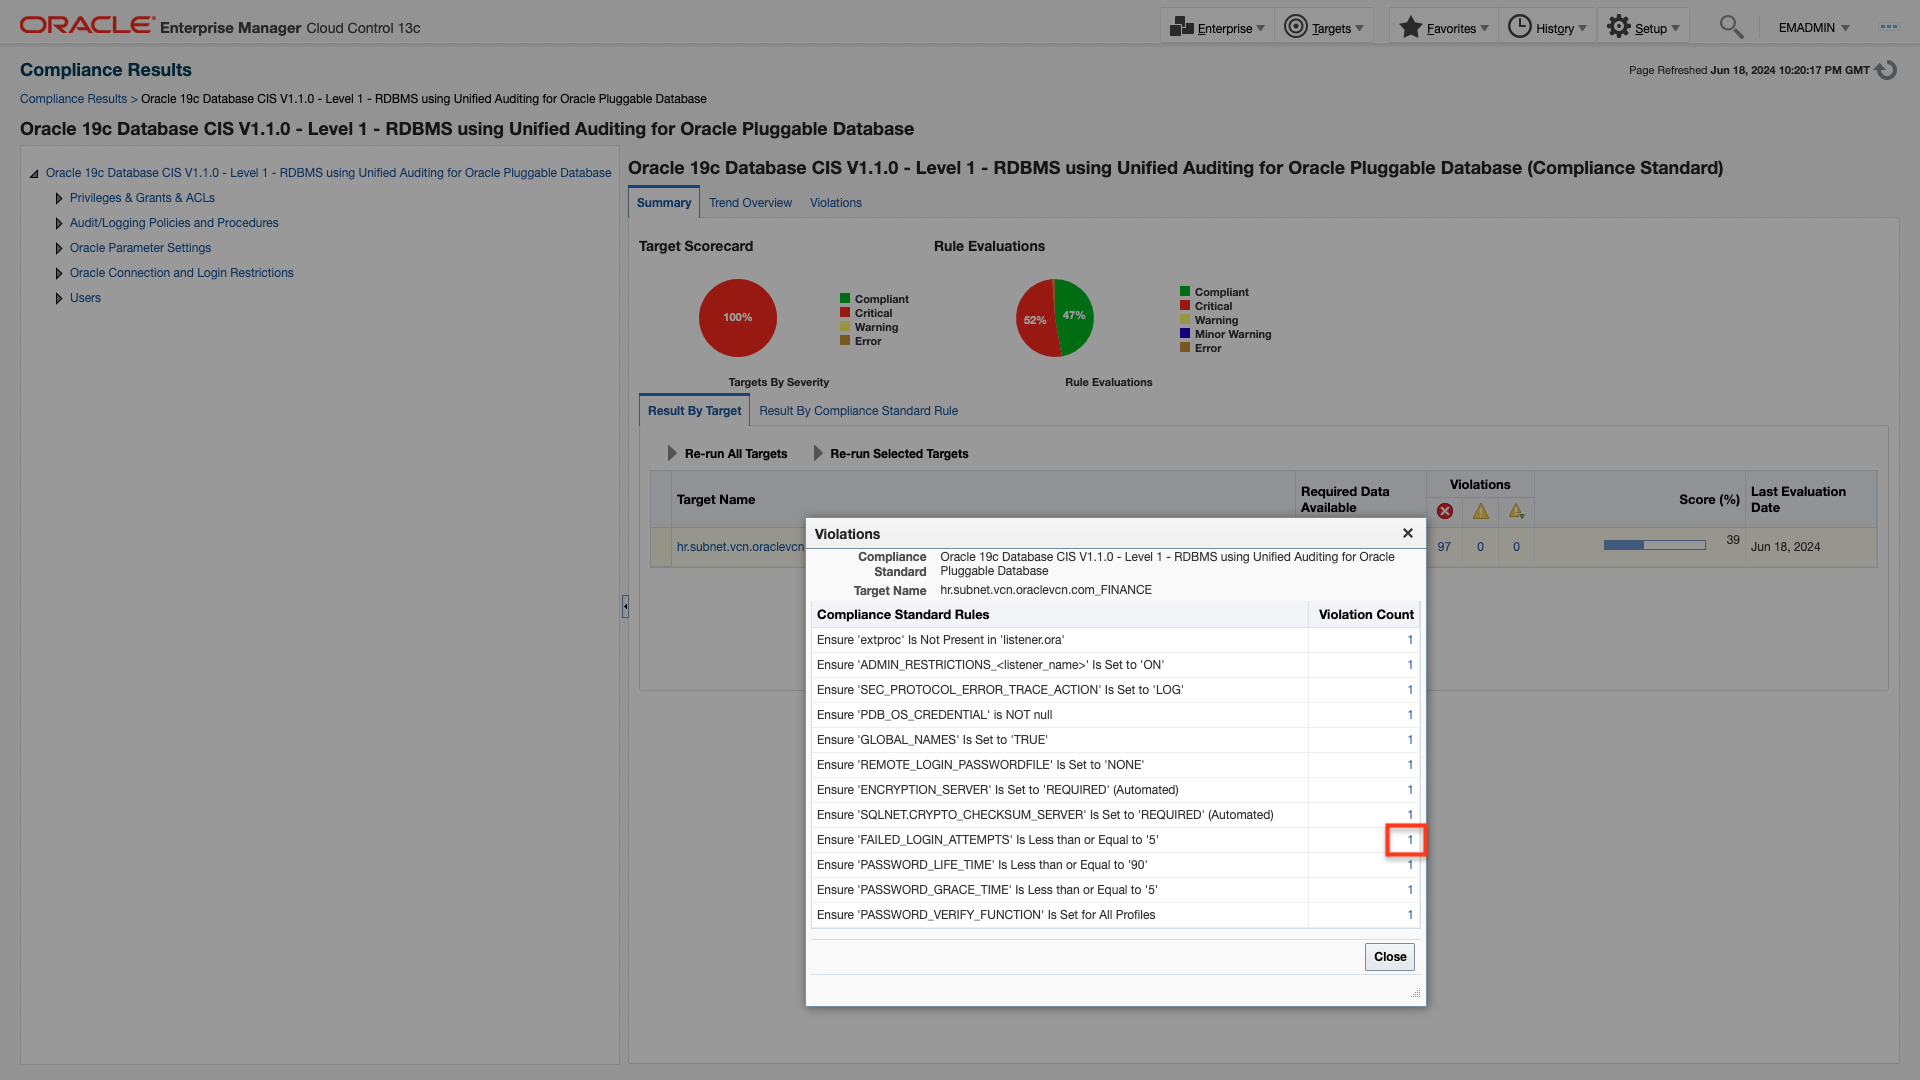 ORACLE Enterprise Manager Cloud Control 13c
Enterprise Targets Favorites History Setup EMADMIN
Compliance Results
Page Refreshed Jun 18, 2024 10:20:17 PM GMT
Compliance Results > Oracle 19c Database CIS V1.1.0 - Level 1 - RDBMS using Unified Auditing for Oracle Pluggable Database
Oracle 19c Database CIS V1.1.0 - Level 1 - RDBMS using Unified Auditing for Oracle Pluggable Database
Oracle 19c Database CIS V1.1.0 - Level 1 - RDBMS using Unified Auditing for Oracle Pluggable Database
Privileges & Grants & ACLs
Audit/Logging Policies and Procedures
Oracle Parameter Settings
Oracle Connection and Login Restrictions
Users
Oracle 19c Database CIS V1.1.0 - Level 1 - RDBMS using Unified Auditing for Oracle Pluggable Database (Compliance Standard)
Summary Trend Overview Violations
Target Scorecard
100%
Compliant
Critical
Warning
Error
Targets By Severity
Rule Evaluations
52% 47%
Compliant
Critical
Warning
Minor Warning
Error
Rule Evaluations
Result By Target Result By Compliance Standard Rule
Re-run All Targets Re-run Selected Targets
Target Name
Required Data
Available
Violations
Score (%)
Last Evaluation
Date
hr.subnet.vcn.oraclevcn
97 0 0 39 Jun 18, 2024
Violations
Compliance
Standard
Oracle 19c Database CIS V1.1.0 - Level 1 - RDBMS using Unified Auditing for Oracle
Pluggable Database
Target Name hr.subnet.vcn.oraclevcn.com_FINANCE
Compliance Standard Rules Violation Count
Ensure 'extproc' Is Not Present in 'listener.ora' 1
Ensure 'ADMIN_RESTRICTIONS_<listener_name>' Is Set to 'ON' 1
Ensure 'SEC_PROTOCOL_ERROR_TRACE_ACTION' Is Set to 'LOG' 1
Ensure 'PDB_OS_CREDENTIAL' is NOT null 1
Ensure 'GLOBAL_NAMES' Is Set to 'TRUE' 1
Ensure 'REMOTE_LOGIN_PASSWORDFILE' Is Set to 'NONE' 1
Ensure 'ENCRYPTION_SERVER' Is Set to 'REQUIRED' (Automated) 1
Ensure 'SQLNET.CRYPTO_CHECKSUM_SERVER' Is Set to 'REQUIRED' (Automated) 1
Ensure 'FAILED_LOGIN_ATTEMPTS' Is Less than or Equal to '5' 1
Ensure 'PASSWORD_LIFE_TIME' Is Less than or Equal to '90' 1
Ensure 'PASSWORD_GRACE_TIME' Is Less than or Equal to '5' 1
Ensure 'PASSWORD_VERIFY_FUNCTION' Is Set for All Profiles 1
Close